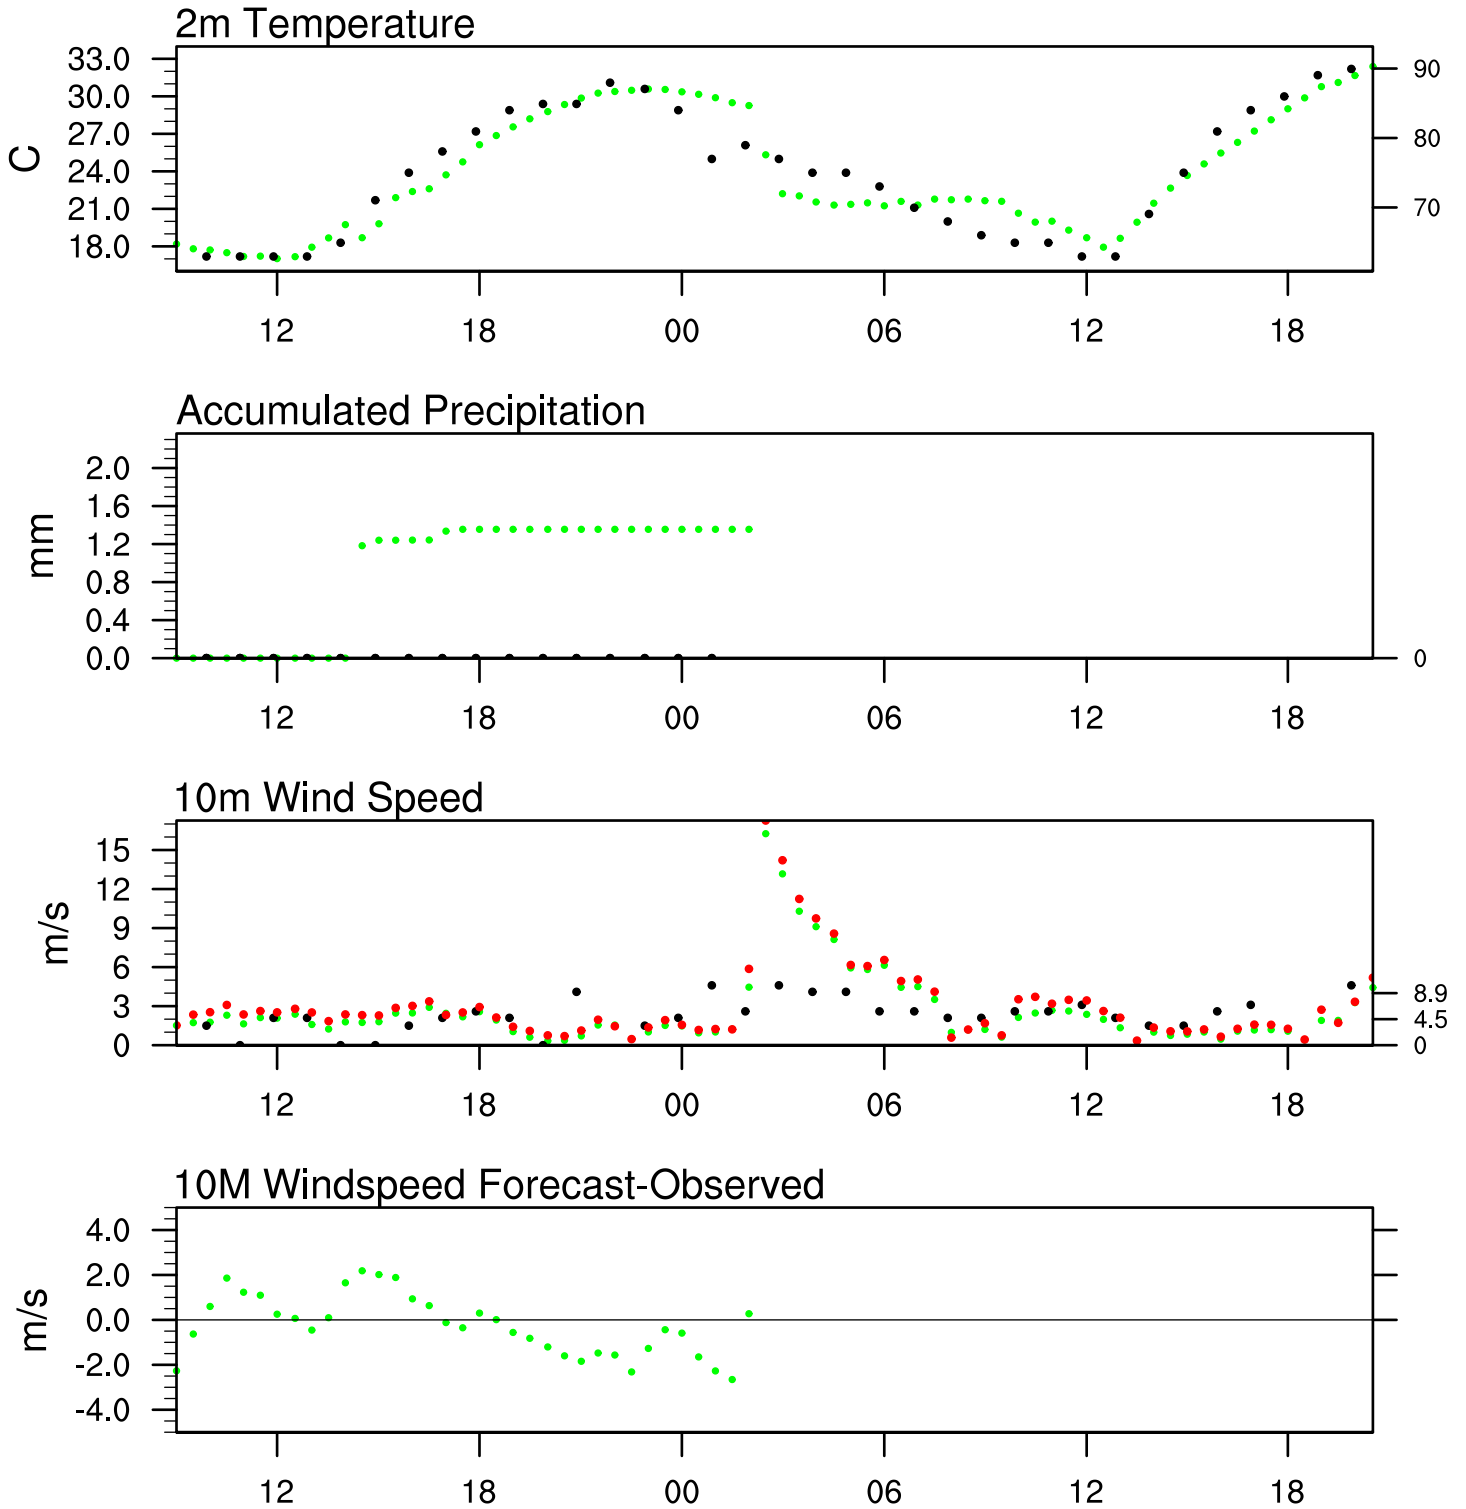 2m Temperature
33.0
30.0
27.0
24.0
21.0
18.0
C
90
80
70
12 18 00 06 12 18
Accumulated Precipitation
2.0
1.6
1.2
0.8
0.4
0.0
mm
0
12 18 00 06 12 18
10m Wind Speed
15
12
9
6
3
0
m/s
8.9
4.5
0
12 18 00 06 12 18
10M Windspeed Forecast-Observed
4.0
2.0
0.0
-2.0
-4.0
m/s
12 18 00 06 12 18